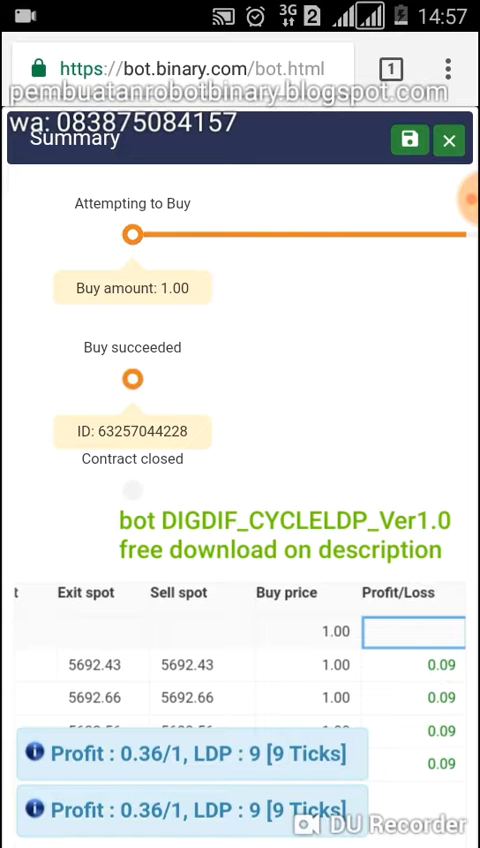 3G 2 14:57
https://bot.binary.com/bot.html 1
pembuatanrobotbinary.blogspot.com
wa: 083875084157
Summary
Attempting to Buy
Buy amount: 1.00
Buy succeeded
ID: 63257044228
Contract closed
bot DIGDIF_CYCLELDP_Ver1.0
free download on description
t Exit spot Sell spot Buy price Profit/Loss
1.00
5692.43 5692.43 1.00 0.09
5692.66 5692.66 1.00 0.09
0.09
0.09
Profit : 0.36/1, LDP : 9 [9 Ticks]
Profit : 0.36/1, LDP : 9 [9 Ticks]
DU Recorder